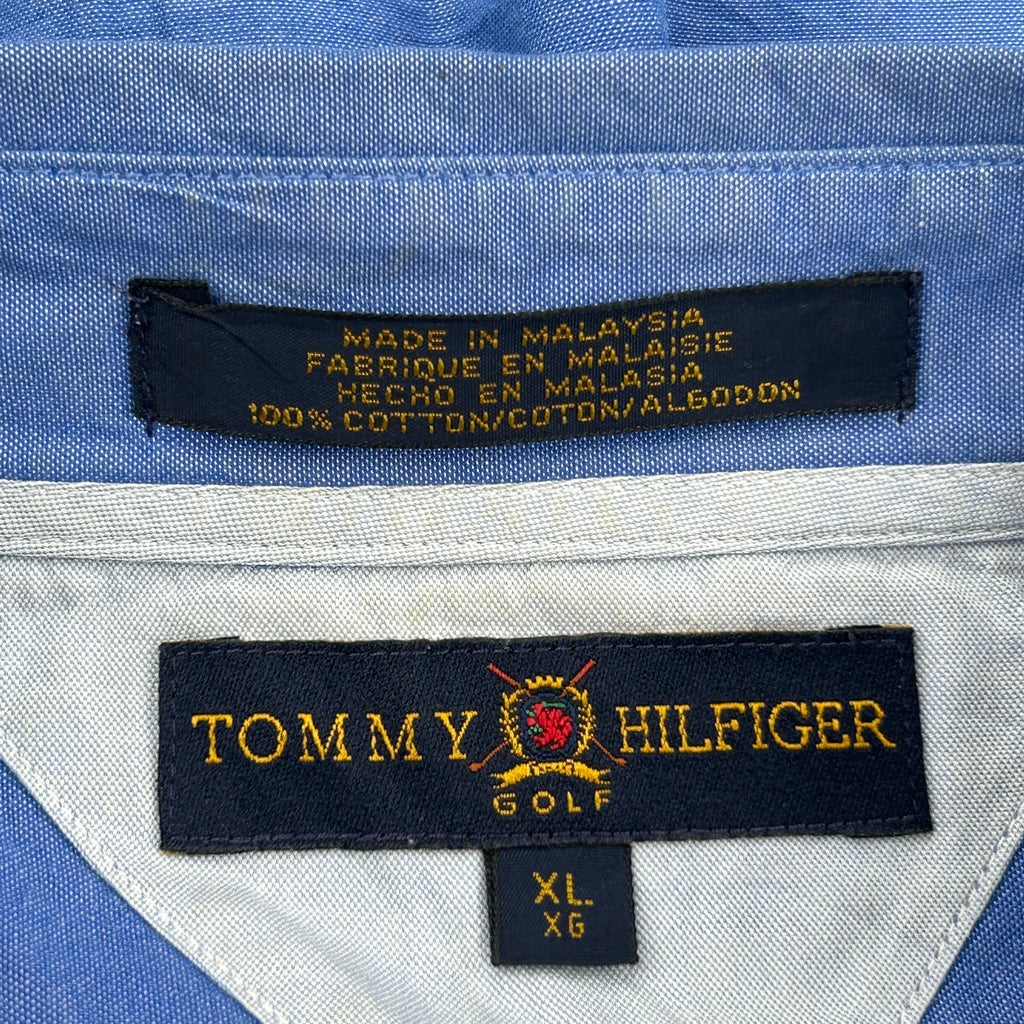 MADE IN MALAYSIA
FABRIQUE EN MALAISIE
HECHO EN MALASIA
100% COTTON/COTON/ALGODON
TOMMY HILFIGER
GOLF
XL
XG